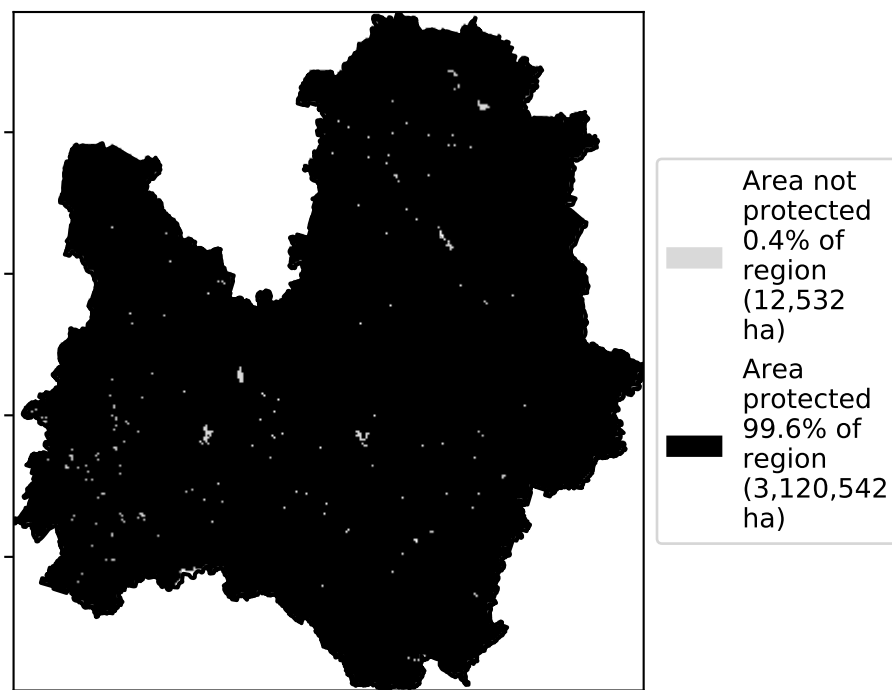 Area not
protected
0.4% of
region
(12,532
ha)
Area
protected
99.6% of
region
(3,120,542
ha)